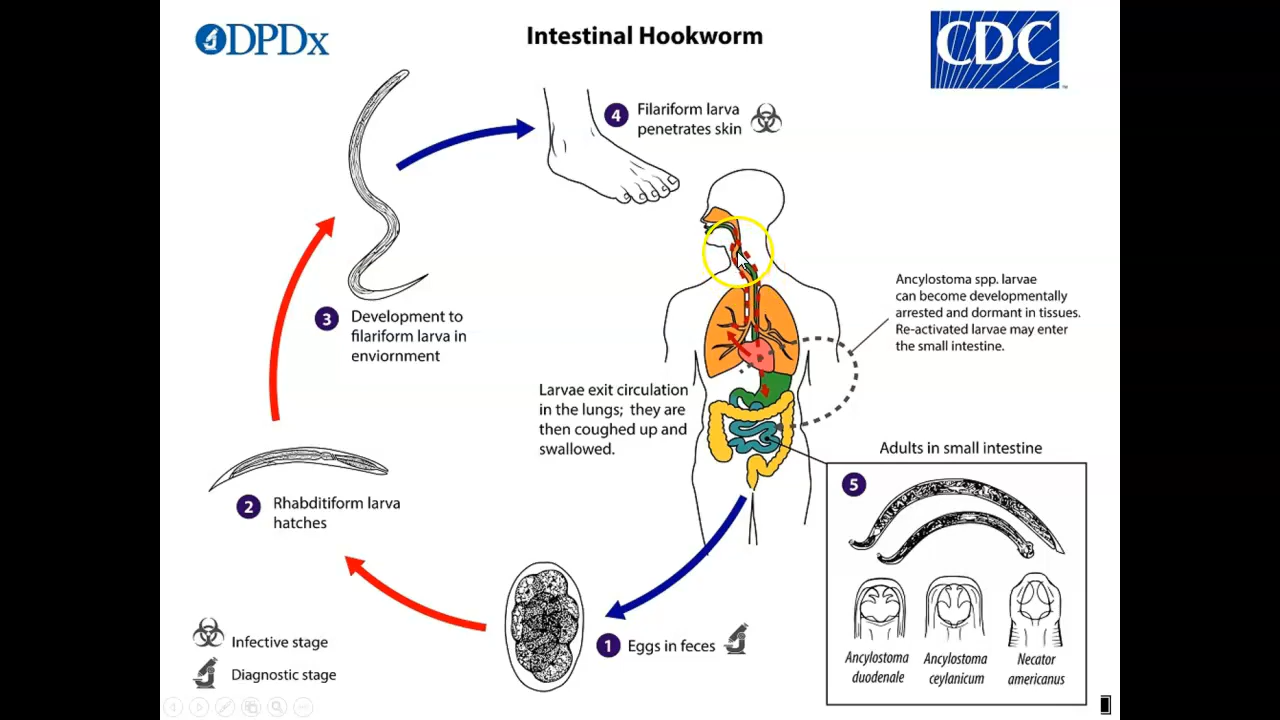 DPDx
Intestinal Hookworm
CDC
TM
4
Filariform larva
penetrates skin
3
Development to
filariform larva in
enviornment
Ancylostoma spp. larvae
can become developmentally
arrested and dormant in tissues.
Re-activated larvae may enter
the small intestine.
Larvae exit circulation
in the lungs; they are
then coughed up and
swallowed.
2
Rhabditiform larva
hatches
Adults in small intestine
5
Ancylostoma
duodenale
Ancylostoma
ceylanicum
Necator
americanus
1
Eggs in feces
Infective stage
Diagnostic stage